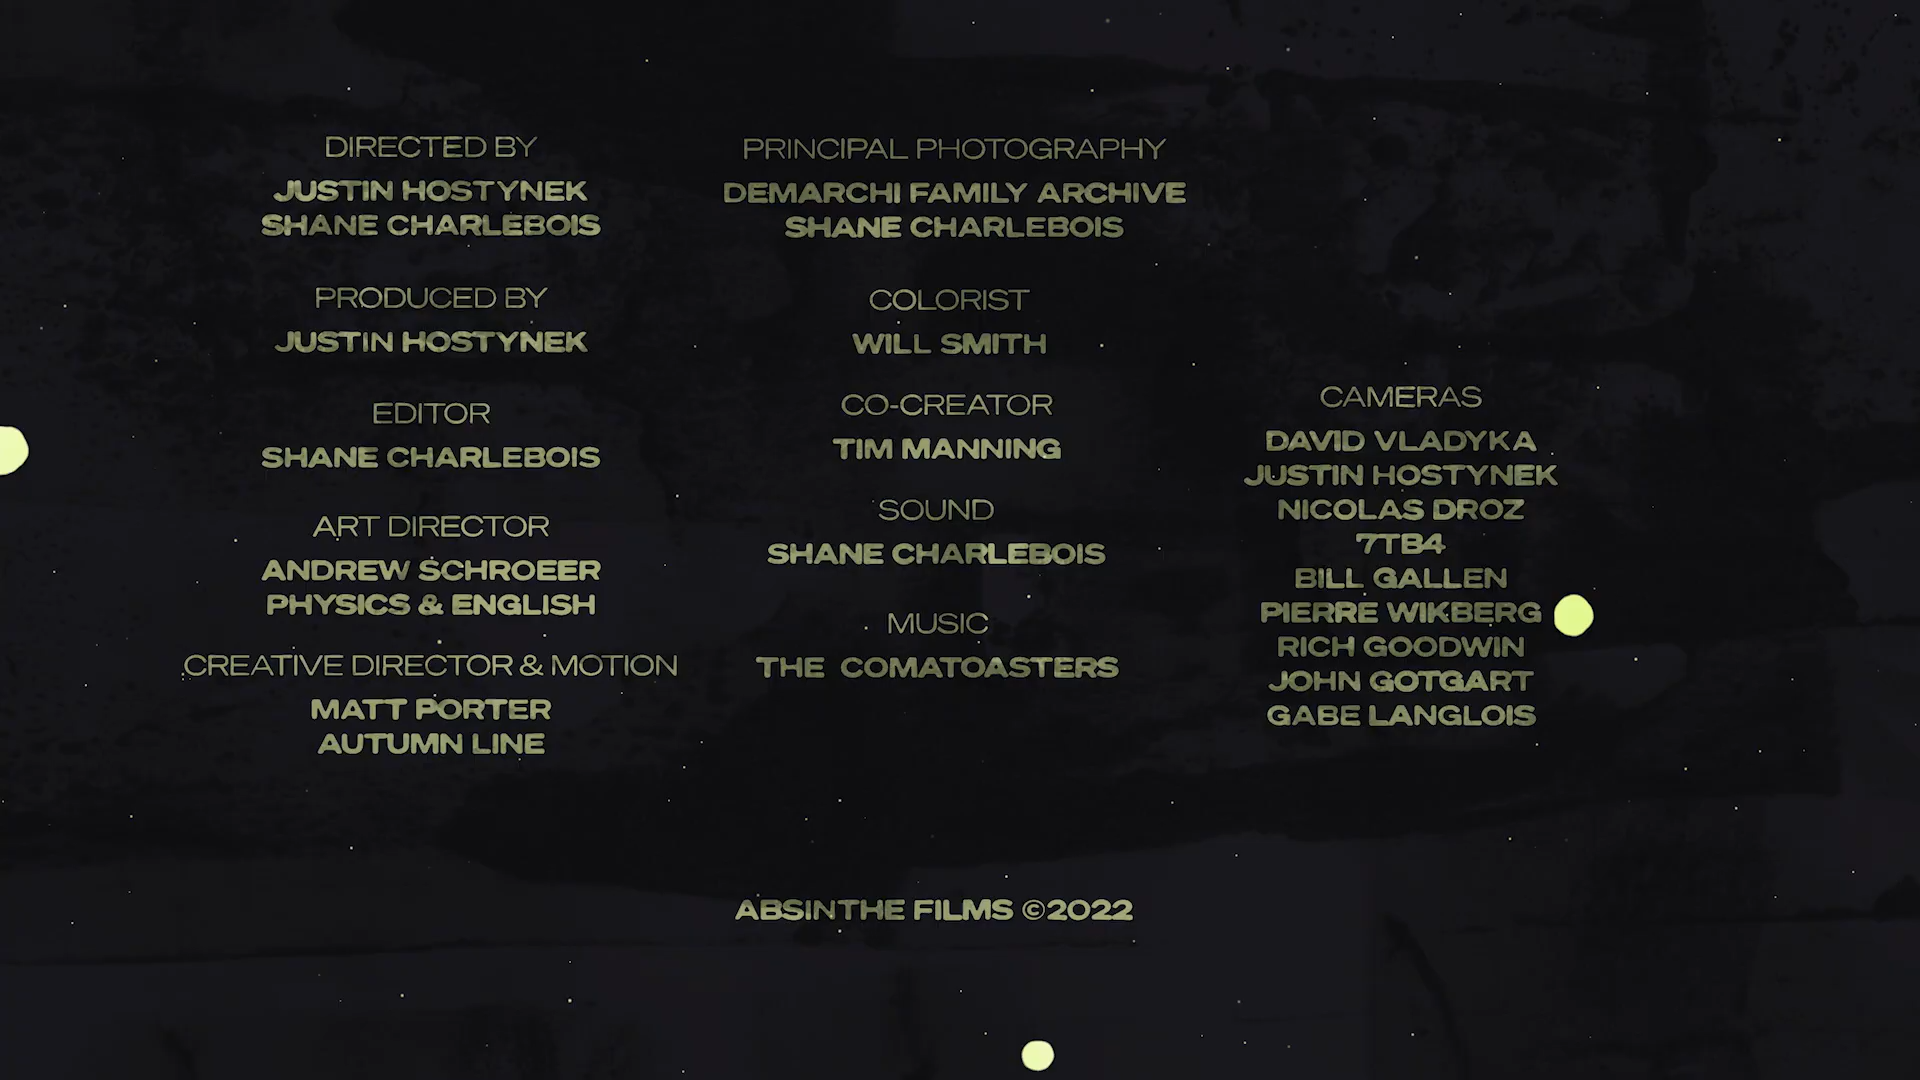 DIRECTED BY
JUSTIN HOSTYNEK
SHANE CHARLEBOIS
PRODUCED BY
JUSTIN HOSTYNEK
EDITOR
SHANE CHARLEBOIS
ART DIRECTOR
ANDREW SCHROEER
PHYSICS & ENGLISH
CREATIVE DIRECTOR & MOTION
MATT PORTER
AUTUMN LINE
PRINCIPAL PHOTOGRAPHY
DEMARCHI FAMILY ARCHIVE
SHANE CHARLEBOIS
COLORIST
WILL SMITH
CO-CREATOR
TIM MANNING
SOUND
SHANE CHARLEBOIS
MUSIC
THE COMATOASTERS
CAMERAS
DAVID VLADYKA
JUSTIN HOSTYNEK
NICOLAS DROZ
7TB4
BILL GALLEN
PIERRE WIKBERG
RICH GOODWIN
JOHN GOTGART
GABE LANGLOIS
ABSINTHE FILMS ©2022